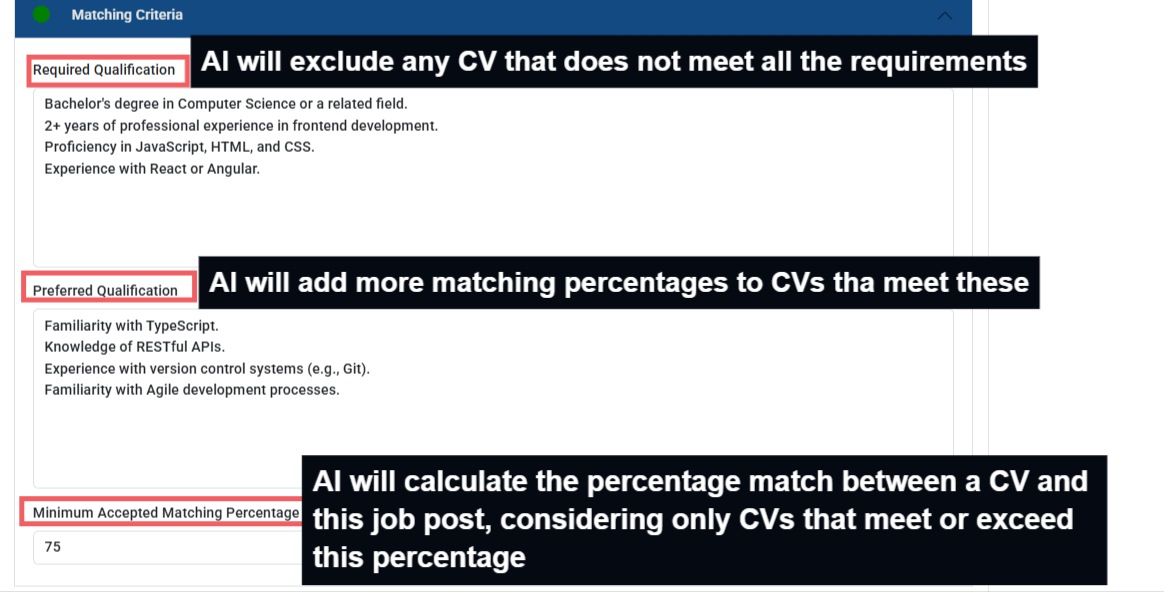 Matching Criteria
Required Qualification
AI will exclude any CV that does not meet all the requirements
Bachelor's degree in Computer Science or a related field.
2+ years of professional experience in frontend development.
Proficiency in JavaScript, HTML, and CSS.
Experience with React or Angular.
Preferred Qualification
AI will add more matching percentages to CVs tha meet these
Familiarity with TypeScript.
Knowledge of RESTful APIs.
Experience with version control systems (e.g., Git).
Familiarity with Agile development processes.
Minimum Accepted Matching Percentage
75
AI will calculate the percentage match between a CV and
this job post, considering only CVs that meet or exceed
this percentage